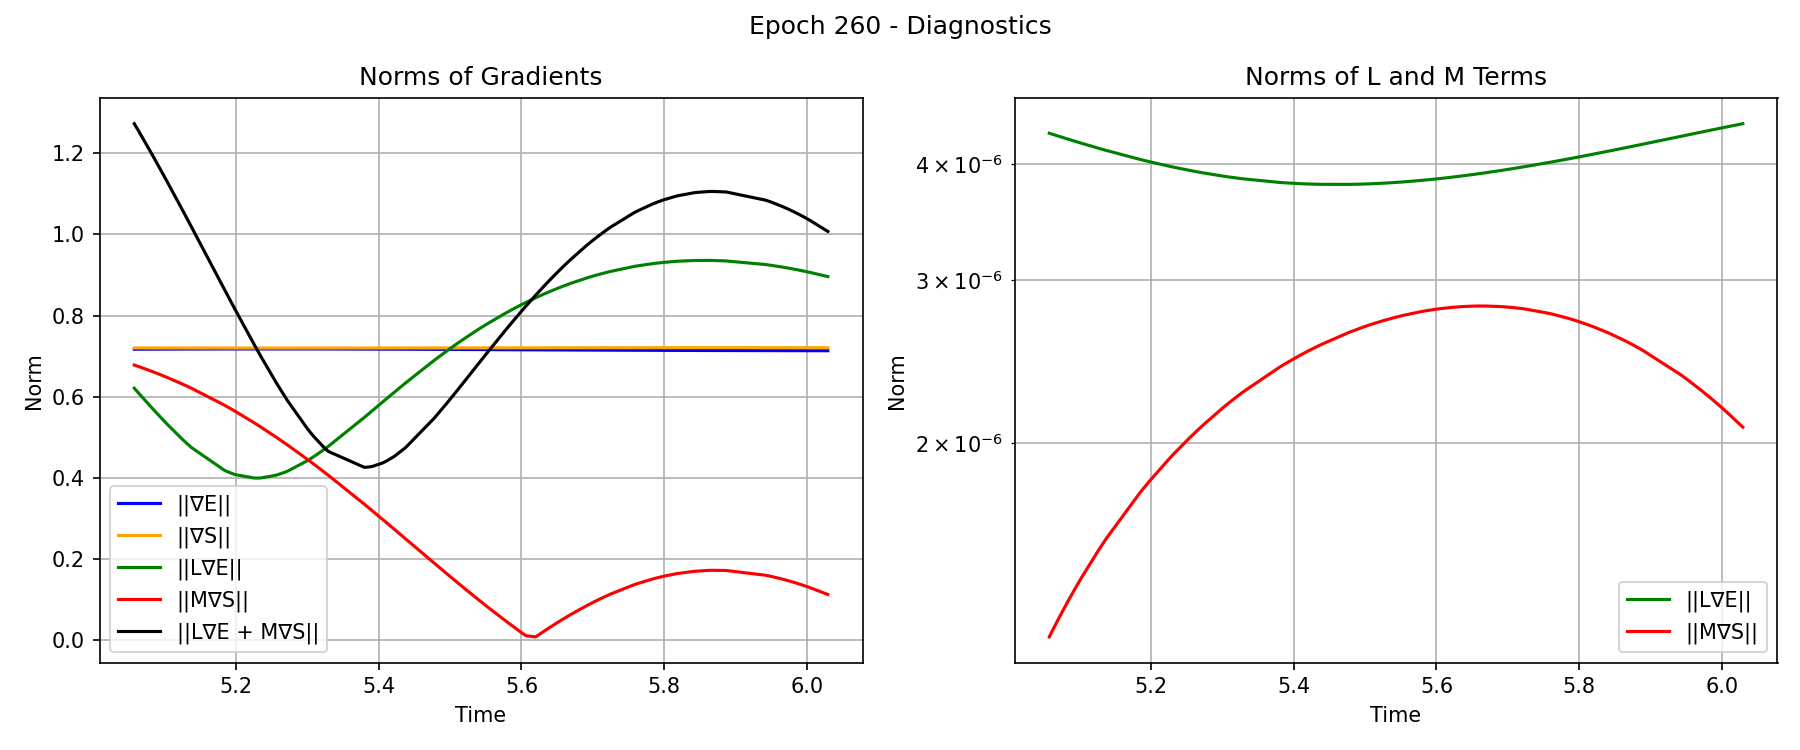 Epoch 260 - Diagnostics
Norms of Gradients
Norm
1.2
1.0
0.8
0.6
0.4
0.2
0.0
||∇E||
||∇S||
||L∇E||
||M∇S||
||L∇E + M∇S||
5.2
5.4
5.6
5.8
6.0
Time
Norms of L and M Terms
Norm
4 × 10⁻⁶
3 × 10⁻⁶
2 × 10⁻⁶
||L∇E||
||M∇S||
5.2
5.4
5.6
5.8
6.0
Time